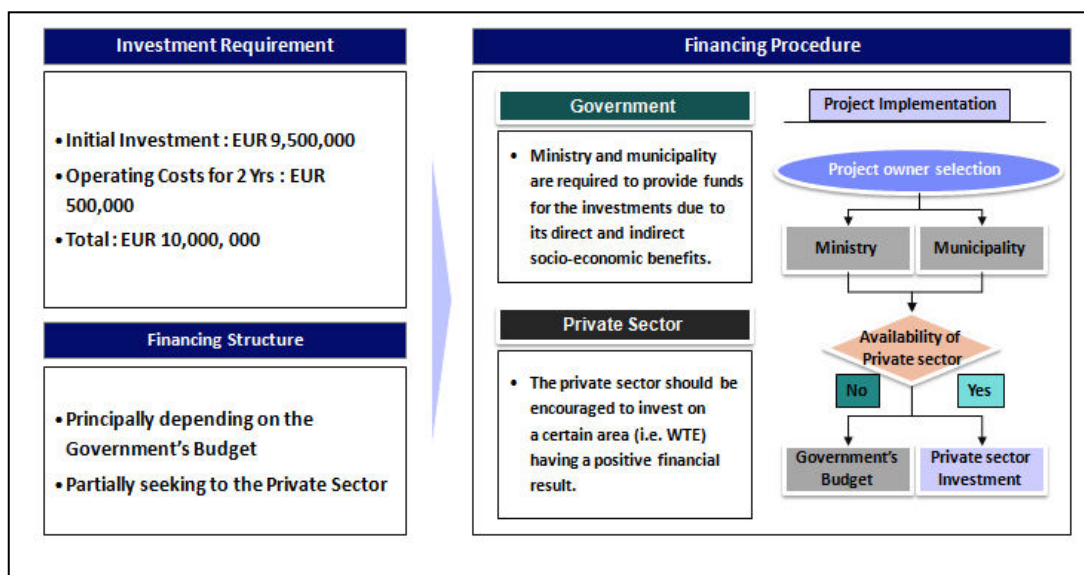 Investment Requirement
• Initial Investment : EUR 9,500,000
• Operating Costs for 2 Yrs : EUR
500,000
• Total : EUR 10,000, 000
Financing Structure
• Principally depending on the
Government's Budget
• Partially seeking to the Private Sector
Financing Procedure
Government
• Ministry and municipality
are required to provide funds
for the investments due to
its direct and indirect
socio-economic benefits.
Private Sector
• The private sector should be
encouraged to invest on
a certain area (i.e. WTE)
having a positive financial
result.
Project Implementation
Project owner selection
Ministry
Municipality
Availability of
Private sector
No
Yes
Government's
Budget
Private sector
Investment